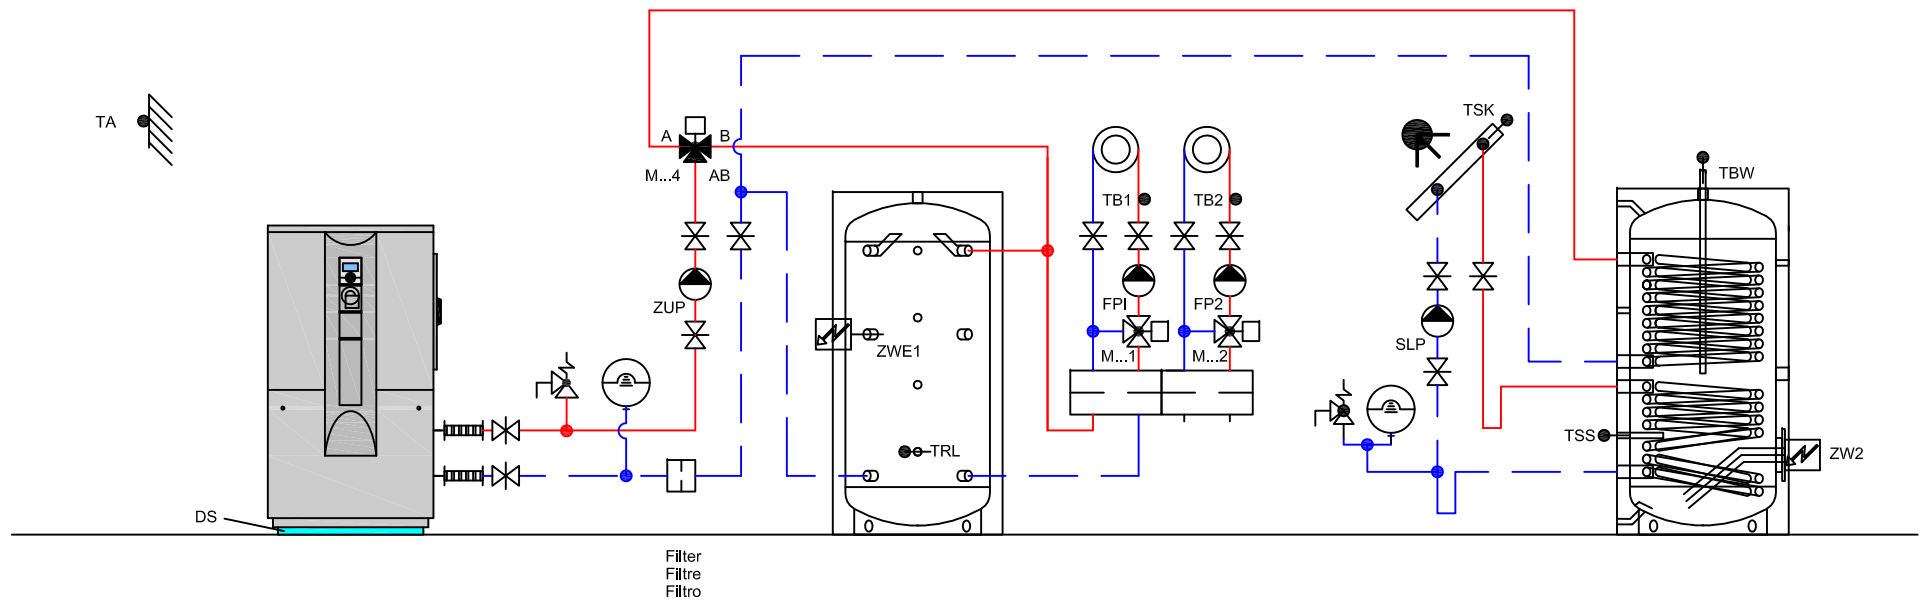 TA
A
B
M...4
AB
ZUP
DS
ZWE1
TRL
TB1
TB2
FPI
FP2
M...1
M...2
TSK
SLP
TBW
TSS
ZW2
Filter
Filtre
Filtro